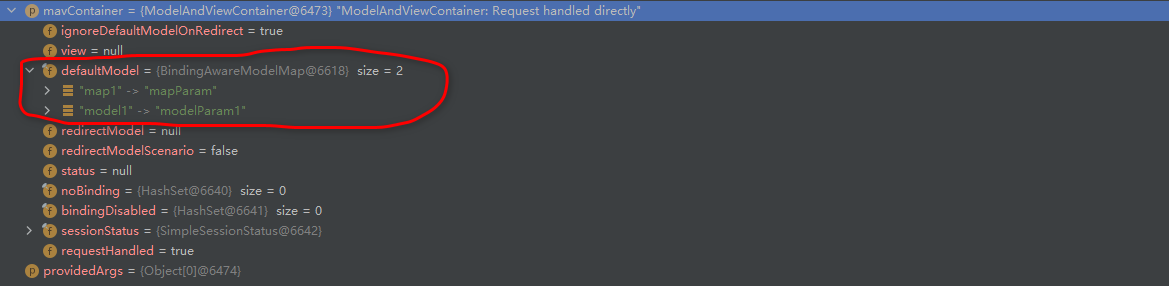 p mavContainer = {ModelAndViewContainer@6473} "ModelAndViewContainer: Request handled directly"
f ignoreDefaultModelOnRedirect = true
f view = null
f defaultModel = {BindingAwareModelMap@6618} size = 2
"map1" -> "mapParam"
"model1" -> "modelParam1"
f redirectModel = null
f redirectModelScenario = false
f status = null
f noBinding = {HashSet@6640} size = 0
f bindingDisabled = {HashSet@6641} size = 0
f sessionStatus = {SimpleSessionStatus@6642}
f requestHandled = true
p providedArgs = {Object[0]@6474}